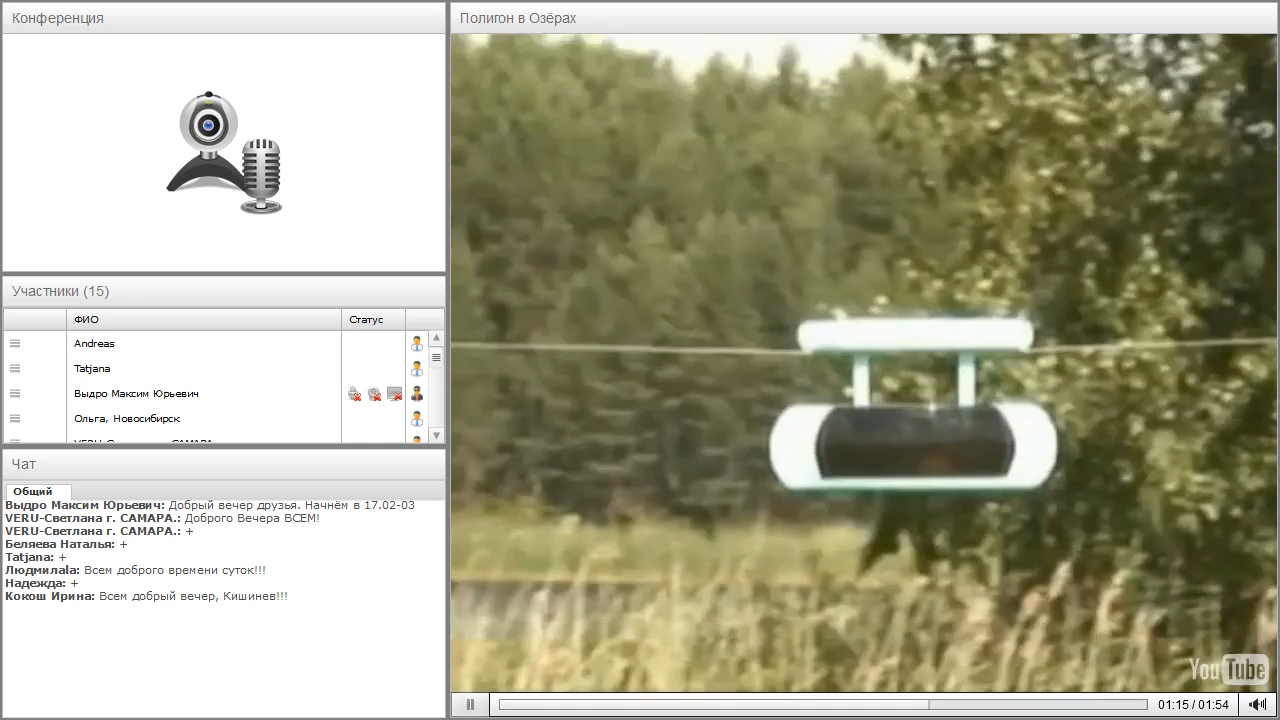 Конференция
Полигон в Озёрах
Участники (15)
ФИО Статус
Andreas
Tatjana
Выдро Максим Юрьевич
Ольга, Новосибирск
Чат
Общий
Выдро Максим Юрьевич: Добрый вечер друзья. Начнём в 17.02-03
VERU-Светлана г. САМАРА.: Доброго Вечера ВСЕМ!
VERU-Светлана г. САМАРА.: +
Беляева Наталья: +
Tatjana: +
Людмилаla: Всем доброго времени суток!!!
Надежда: +
Кокош Ирина: Всем добрый вечер, Кишинев!!!
YouTube
01:15 / 01:54